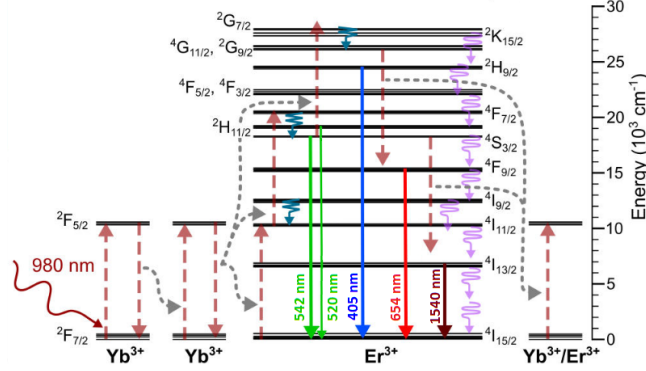 ²G₇/₂
⁴G₁₁/₂, ²G₉/₂
⁴F₅/₂, ⁴F₃/₂
²H₁₁/₂
²K₁₅/₂
²H₉/₂
⁴F₇/₂
⁴S₃/₂
⁴F₉/₂
⁴I₉/₂
⁴I₁₁/₂
⁴I₁₃/₂
⁴I₁₅/₂
²F₅/₂
²F₇/₂
980 nm
542 nm
520 nm
405 nm
654 nm
1540 nm
Yb³⁺
Yb³⁺
Er³⁺
Yb³⁺/Er³⁺
30
25
20
15
10
5
0
Energy (10³ cm⁻¹)